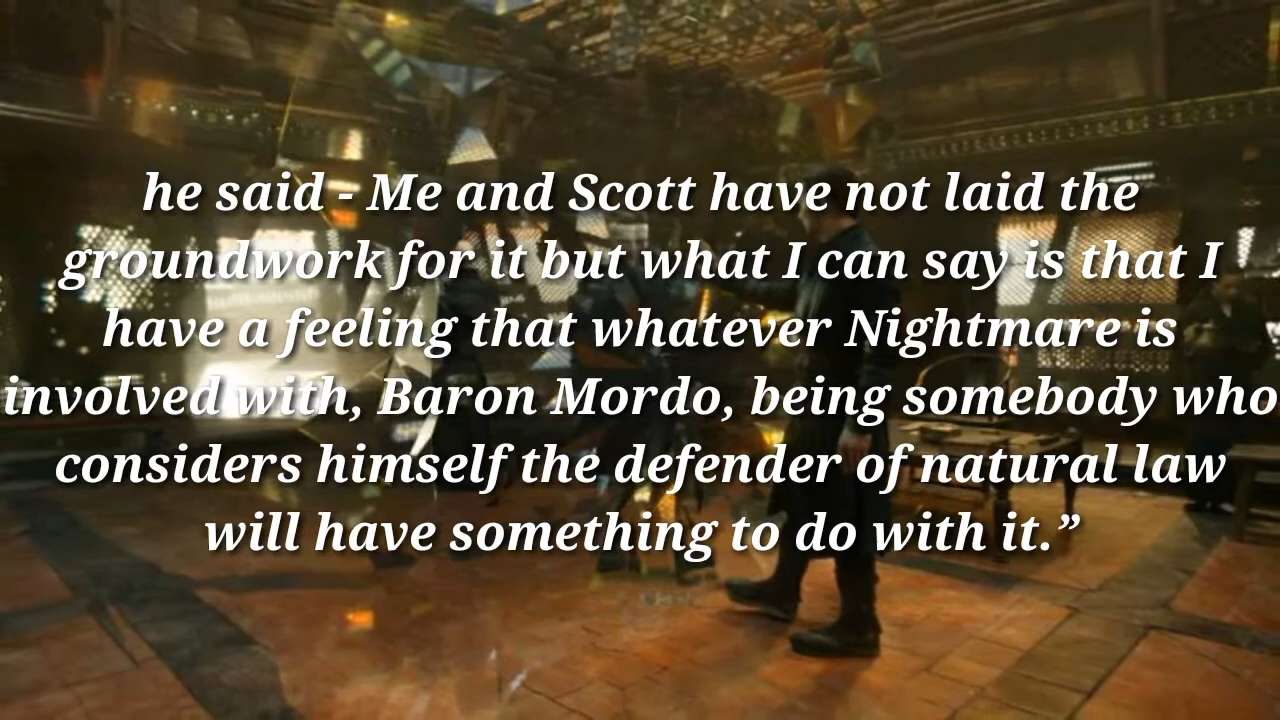 he said - Me and Scott have not laid the
groundwork for it but what I can say is that I
have a feeling that whatever Nightmare is
involved with, Baron Mordo, being somebody who
considers himself the defender of natural law
will have something to do with it.”